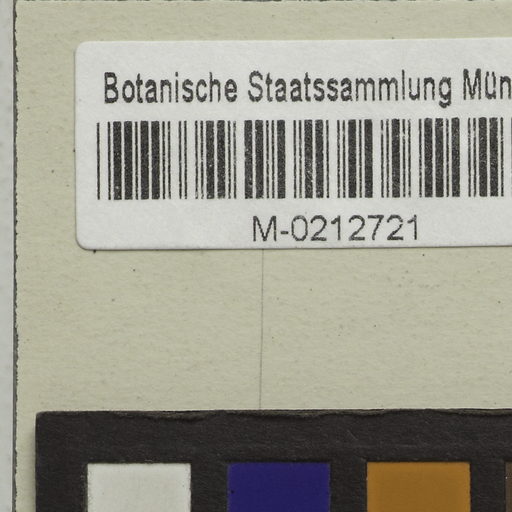 Botanische Staatssammlung Mün
M-0212721